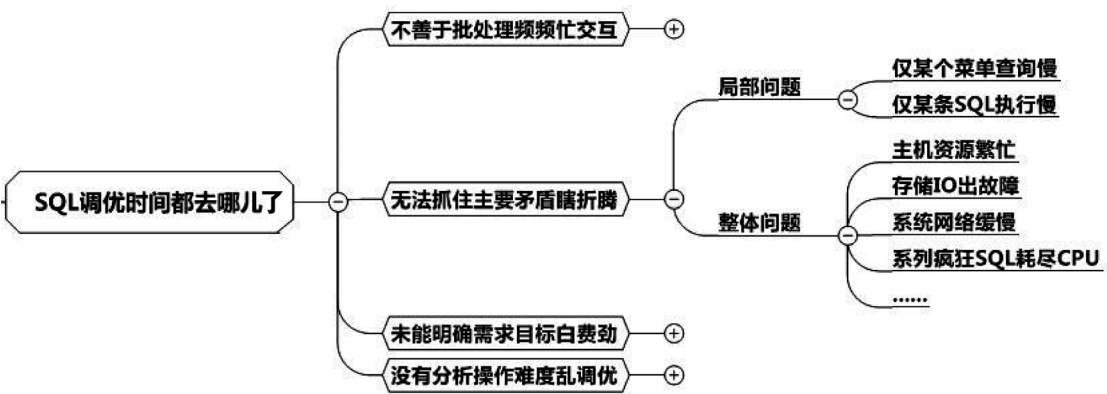 SQL调优时间都去哪儿了
不善于批处理频频忙交互
无法抓住主要矛盾瞎折腾
局部问题
仅某个菜单查询慢
仅某条SQL执行慢
整体问题
主机资源繁忙
存储IO出故障
系统网络缓慢
系列疯狂SQL耗尽CPU
……
未能明确需求目标白费劲
没有分析操作难度乱调优